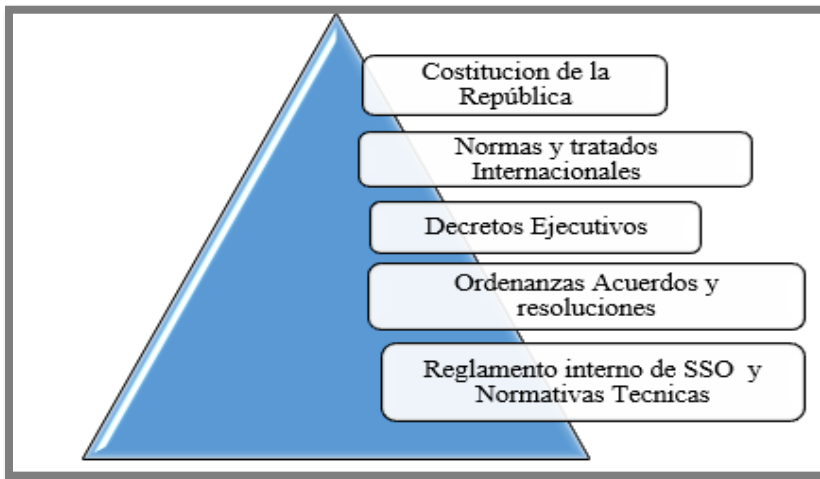 Costitucion de la
República
Normas y tratados
Internacionales
Decretos Ejecutivos
Ordenanzas Acuerdos y
resoluciones
Reglamento interno de SSO y
Normativas Tecnicas